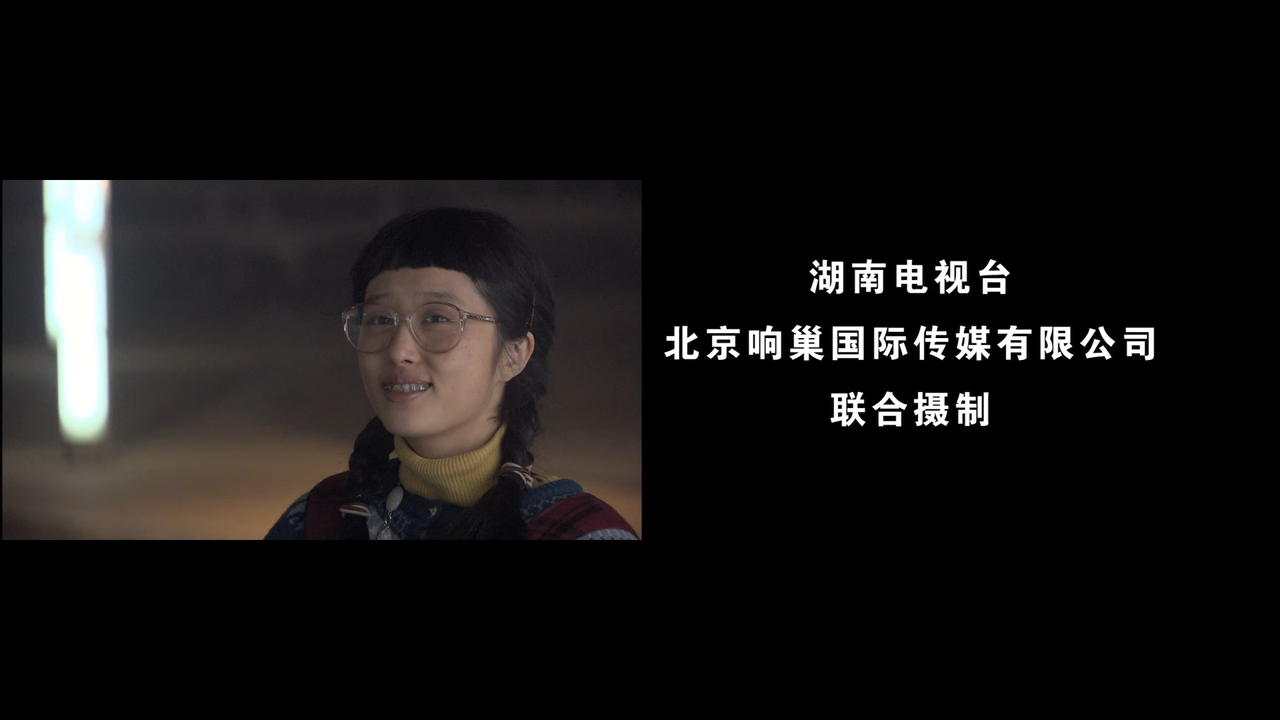 湖南电视台
北京响巢国际传媒有限公司
联合摄制